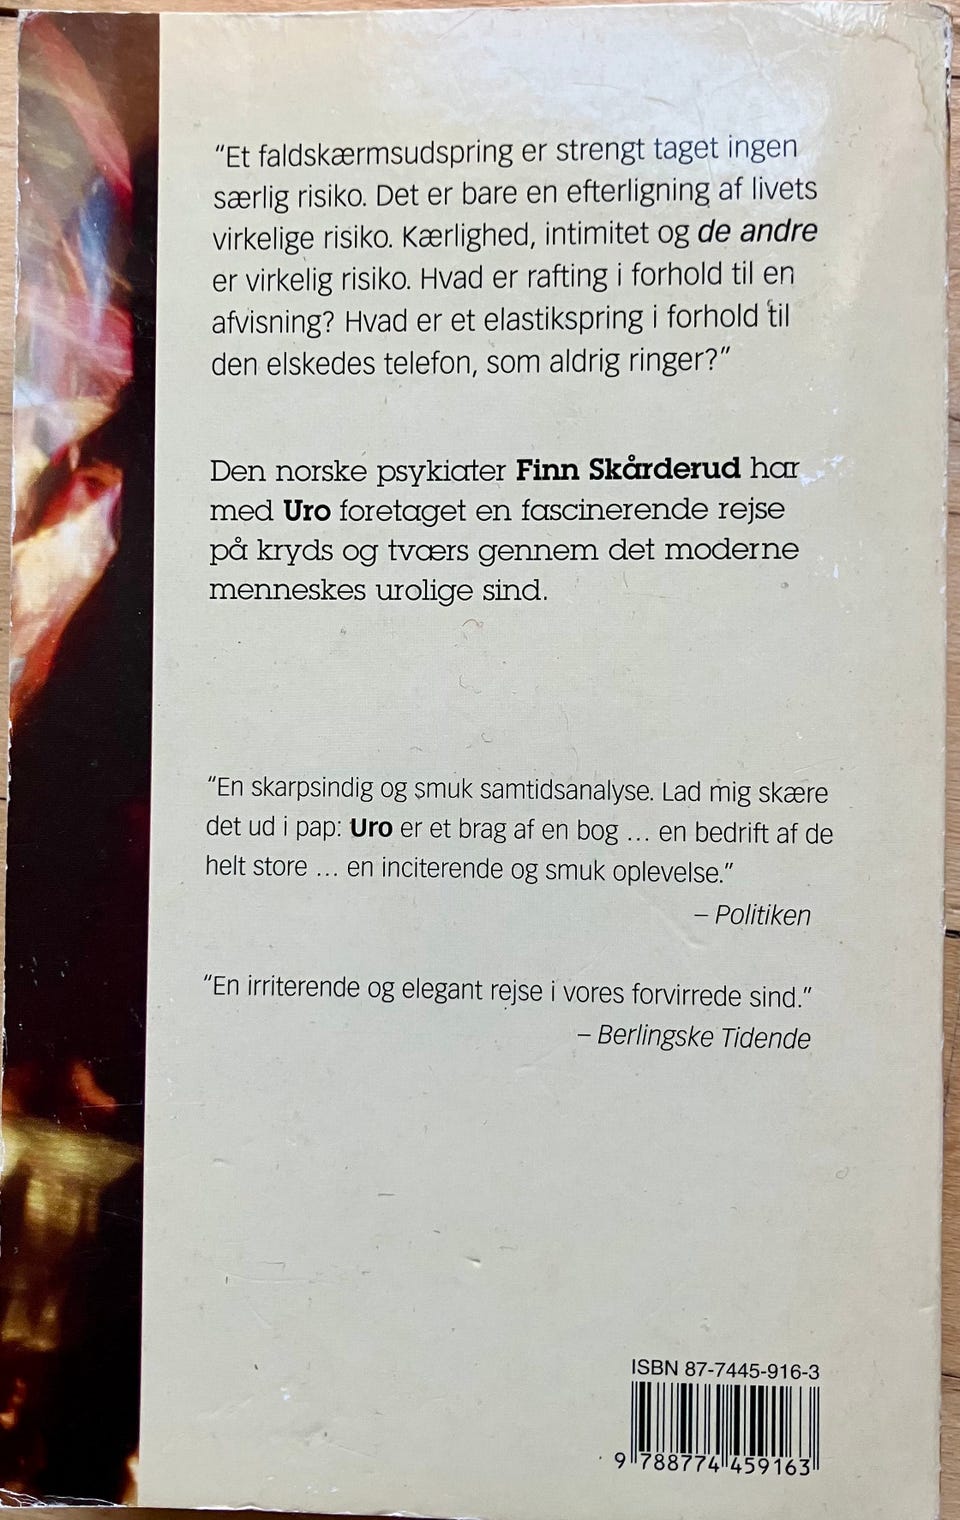 "Et faldskærmsudspring er strengt taget ingen
særlig risiko. Det er bare en efterligning af livets
virkelige risiko. Kærlighed, intimitet og de andre
er virkelig risiko. Hvad er rafting i forhold til en
afvisning? Hvad er et elastikspring i forhold til
den elskedes telefon, som aldrig ringer?"
Den norske psykiater Finn Skårderud har
med Uro foretaget en fascinerende rejse
på kryds og tværs gennem det moderne
menneskes urolige sind.
"En skarpsindig og smuk samtidsanalyse. Lad mig skære
det ud i pap: Uro er et brag af en bog ... en bedrift af de
helt store ... en inciterende og smuk oplevelse."
– Politiken
"En irriterende og elegant rejse i vores forvirrede sind."
– Berlingske Tidende
ISBN 87-7445-916-3
9 788774 459163